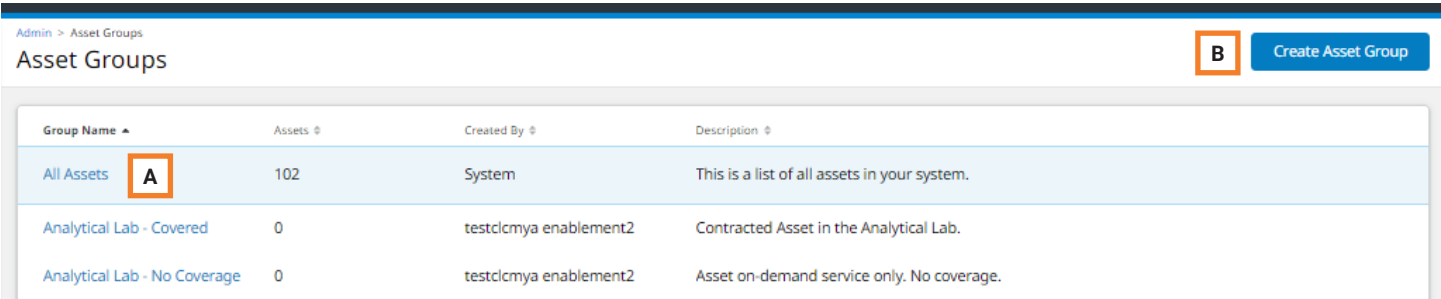 Admin > Asset Groups
Asset Groups
B
Create Asset Group
Group Name Assets Created By Description
All Assets A 102 System This is a list of all assets in your system.
Analytical Lab - Covered 0 testclcmya enablement2 Contracted Asset in the Analytical Lab.
Analytical Lab - No Coverage 0 testclcmya enablement2 Asset on-demand service only. No coverage.